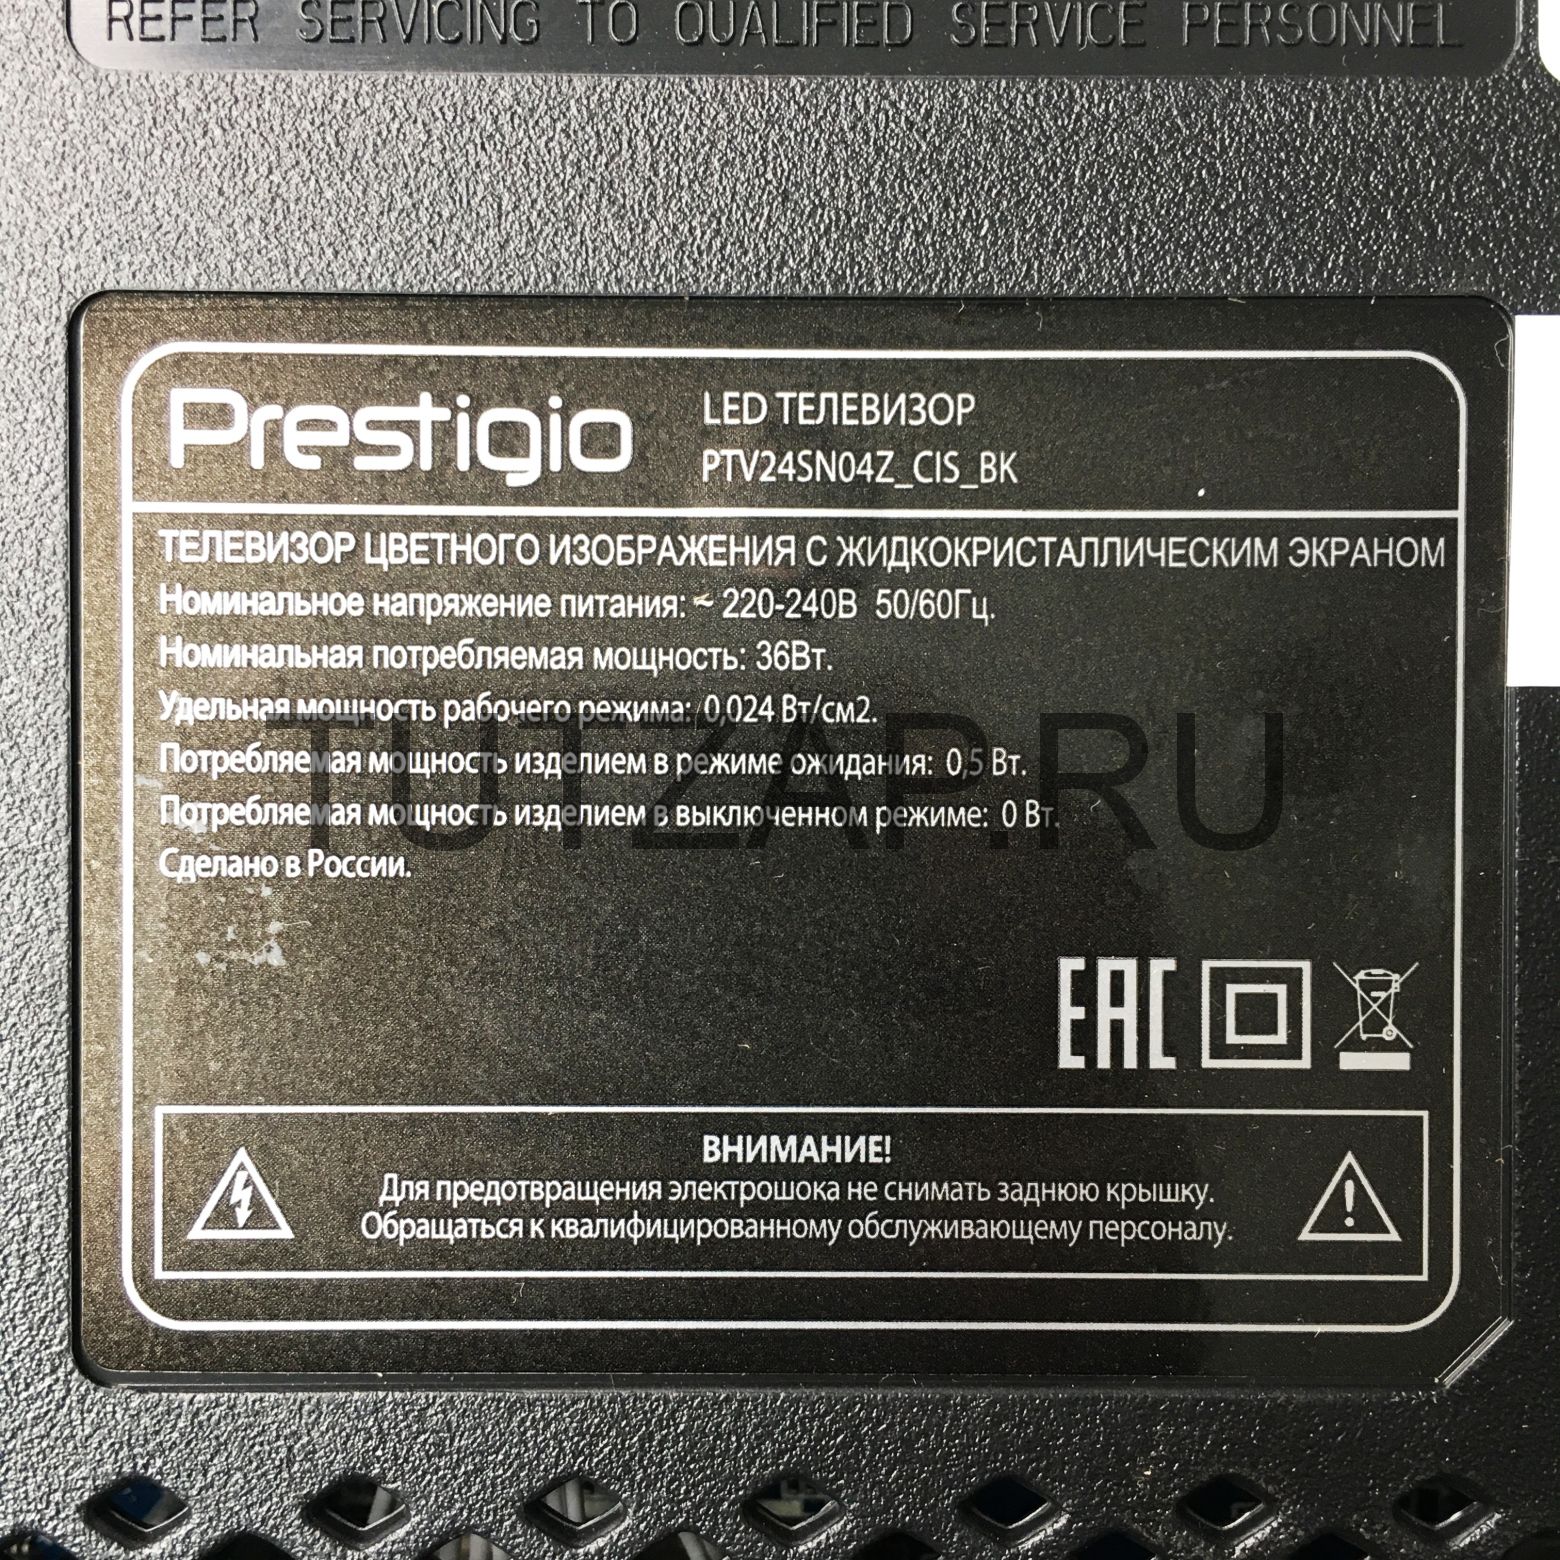 REFER SERVICING TO QUALIFIED SERVICE PERSONNEL
Prestigio
LED ТЕЛЕВИЗОР
PTV24SN04Z_CIS_BK
ТЕЛЕВИЗОР ЦВЕТНОГО ИЗОБРАЖЕНИЯ С ЖИДКОКРИСТАЛЛИЧЕСКИМ ЭКРАНОМ
Номинальное напряжение питания: ~ 220-240В 50/60Гц.
Номинальная потребляемая мощность: 36Вт.
Удельная мощность рабочего режима: 0,024 Вт/см2.
Потребляемая мощность изделием в режиме ожидания: 0,5 Вт.
Потребляемая мощность изделием в выключенном режиме: 0 Вт.
Сделано в России.
TUTZAP.RU
EAC
ВНИМАНИЕ!
Для предотвращения электрошока не снимать заднюю крышку.
Обращаться к квалифицированному обслуживающему персоналу.